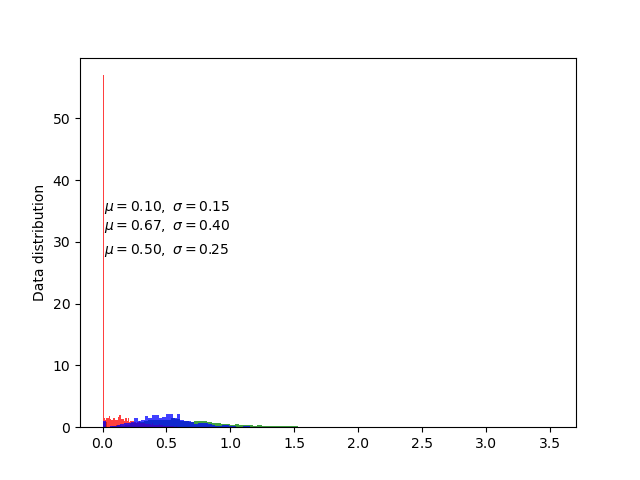 Data distribution
50
40
30
20
10
0
μ = 0.10, σ = 0.15
μ = 0.67, σ = 0.40
μ = 0.50, σ = 0.25
0.0 0.5 1.0 1.5 2.0 2.5 3.0 3.5